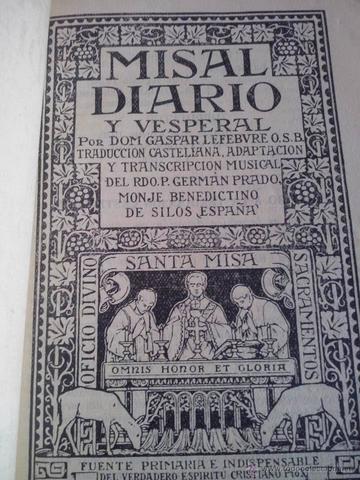 MISAL
DIARIO
Y VESPERAL
POR DOM GASPAR LEFEBVRE O.S.B.
TRADUCCION CASTELLANA, ADAPTACION
Y TRANSCRIPCION MUSICAL
DEL RDO. P. GERMAN PRADO,
MONJE BENEDICTINO
DE SILOS (ESPAÑA)
SANTA MISA
OFICIO DIVINO
SACRAMENTOS
OMNIS HONOR ET GLORIA
FUENTE PRIMARIA E INDISPENSABLE
DEL VERDADERO ESPIRITU CRISTIANO PIO X